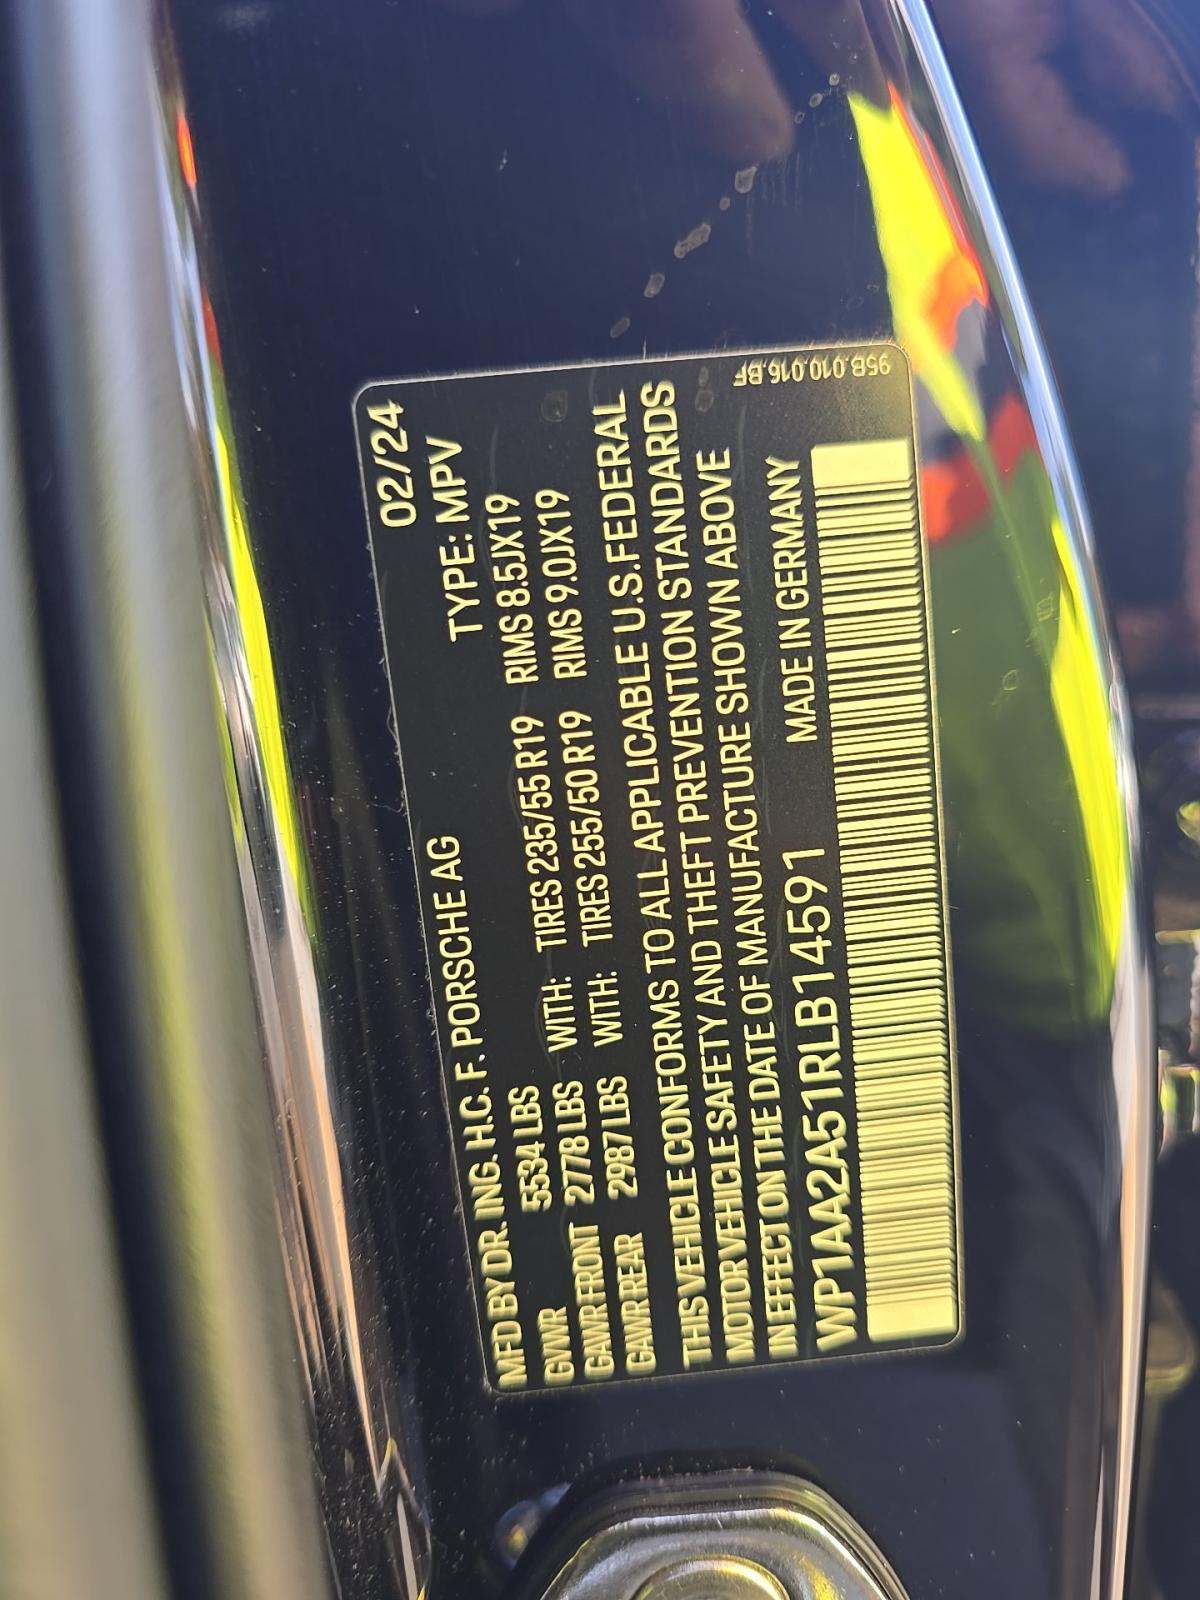 MFD BY DR. ING. H.C. F. PORSCHE AG 02/24
TYPE: MPV
GVWR 5534 LBS
GAWR FRONT 2778 LBS WITH: TIRES 235/55 R19 RIMS 8.5JX19
GAWR REAR 2987 LBS WITH: TIRES 255/50 R19 RIMS 9.0JX19
THIS VEHICLE CONFORMS TO ALL APPLICABLE U.S.FEDERAL
MOTOR VEHICLE SAFETY AND THEFT PREVENTION STANDARDS
IN EFFECT ON THE DATE OF MANUFACTURE SHOWN ABOVE
WP1AA2A51RLB14591 MADE IN GERMANY
95B.010.016.BF